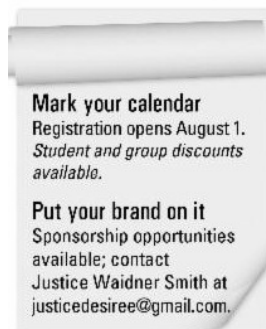 Mark your calendar
Registration opens August 1.
Student and group discounts
available.
Put your brand on it
Sponsorship opportunities
available; contact
Justice Waidner Smith at
justicedesiree@gmail.com.